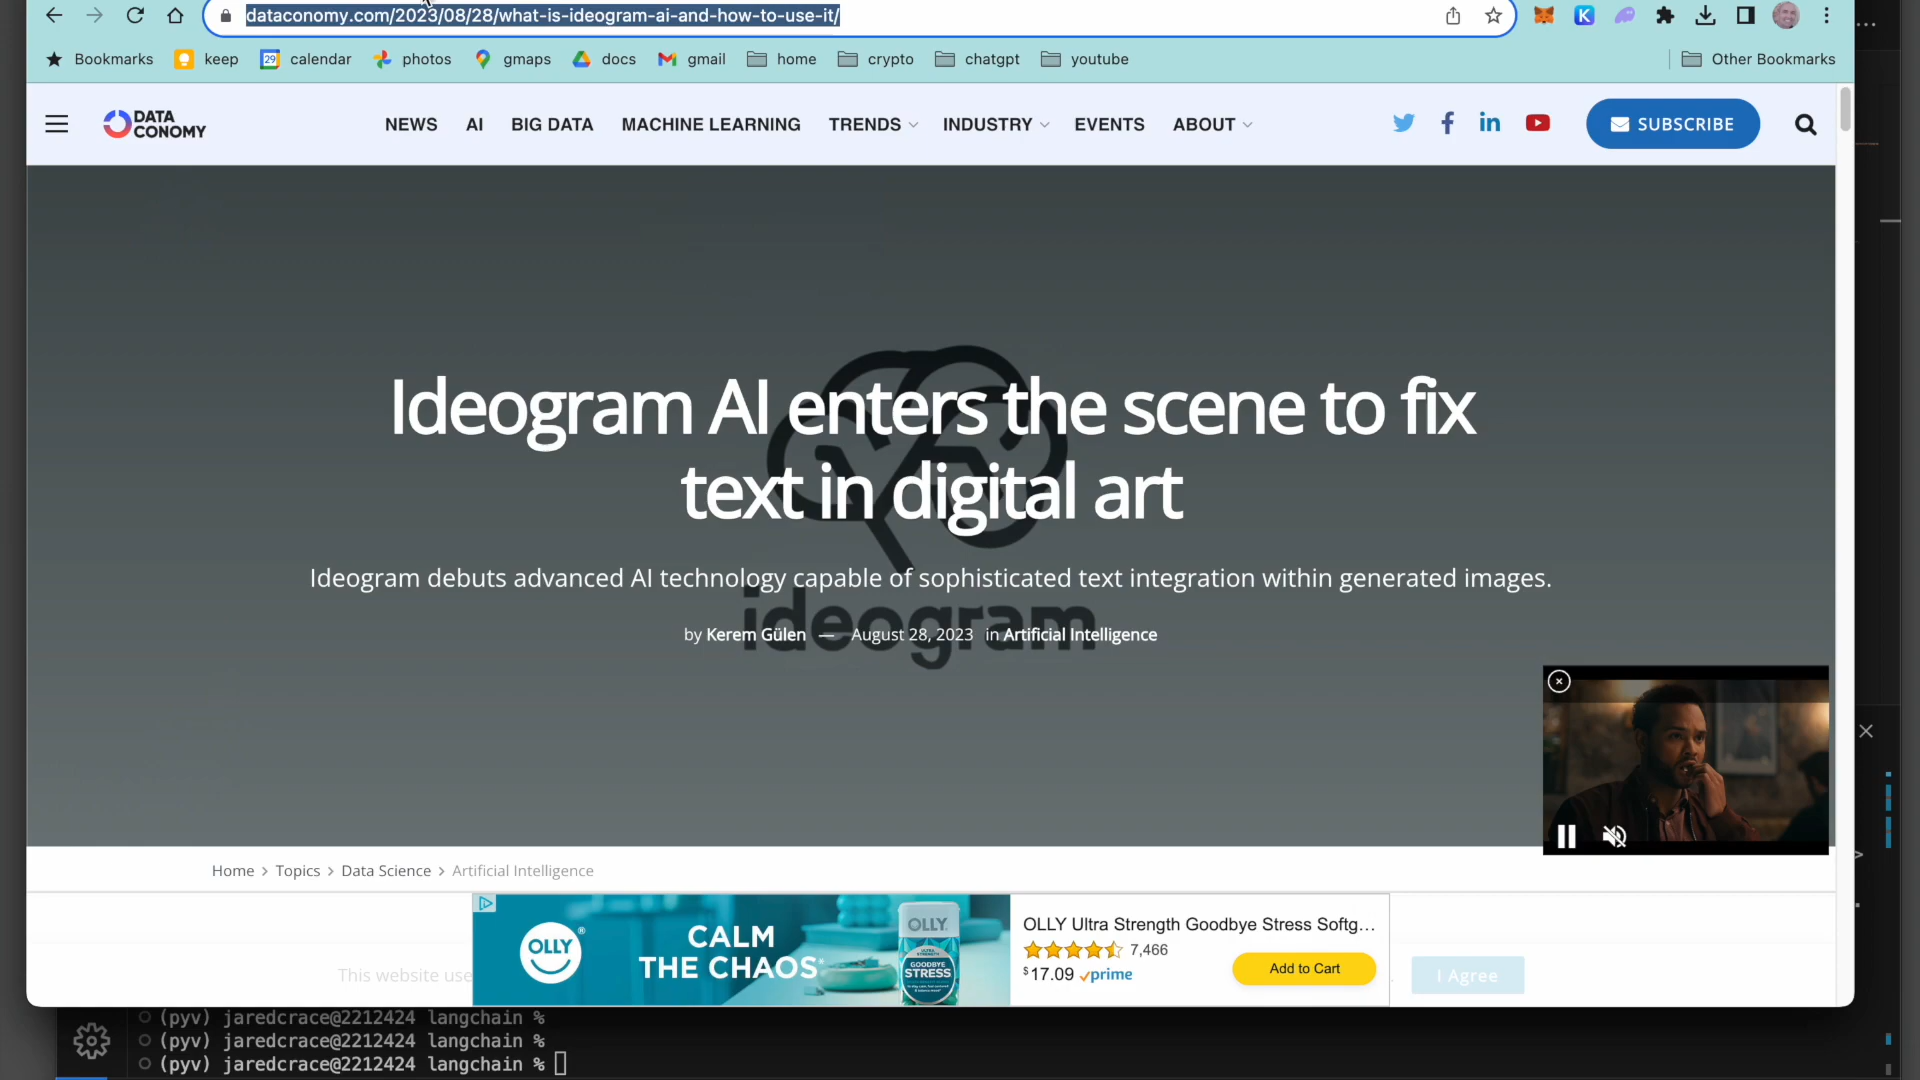 dataconomy.com/2023/08/28/what-is-ideogram-ai-and-how-to-use-it/
Bookmarks keep 29 calendar photos gmaps docs gmail home crypto chatgpt youtube Other Bookmarks
DATA
CONOMY
NEWS AI BIG DATA MACHINE LEARNING TRENDS INDUSTRY EVENTS ABOUT SUBSCRIBE
Ideogram AI enters the scene to fix
text in digital art
Ideogram debuts advanced AI technology capable of sophisticated text integration within generated images.
ideogram
by Kerem Gülen — August 28, 2023 in Artificial Intelligence
Home > Topics > Data Science > Artificial Intelligence
OLLY®
CALM
THE CHAOS*
OLLY
ULTRA STRENGTH
GOODBYE
STRESS
OLLY Ultra Strength Goodbye Stress Softg...
7,466
$17.09 prime
Add to Cart
This website use
I Agree
(pyv) jaredcrace@2212424 langchain %
(pyv) jaredcrace@2212424 langchain %
(pyv) jaredcrace@2212424 langchain %